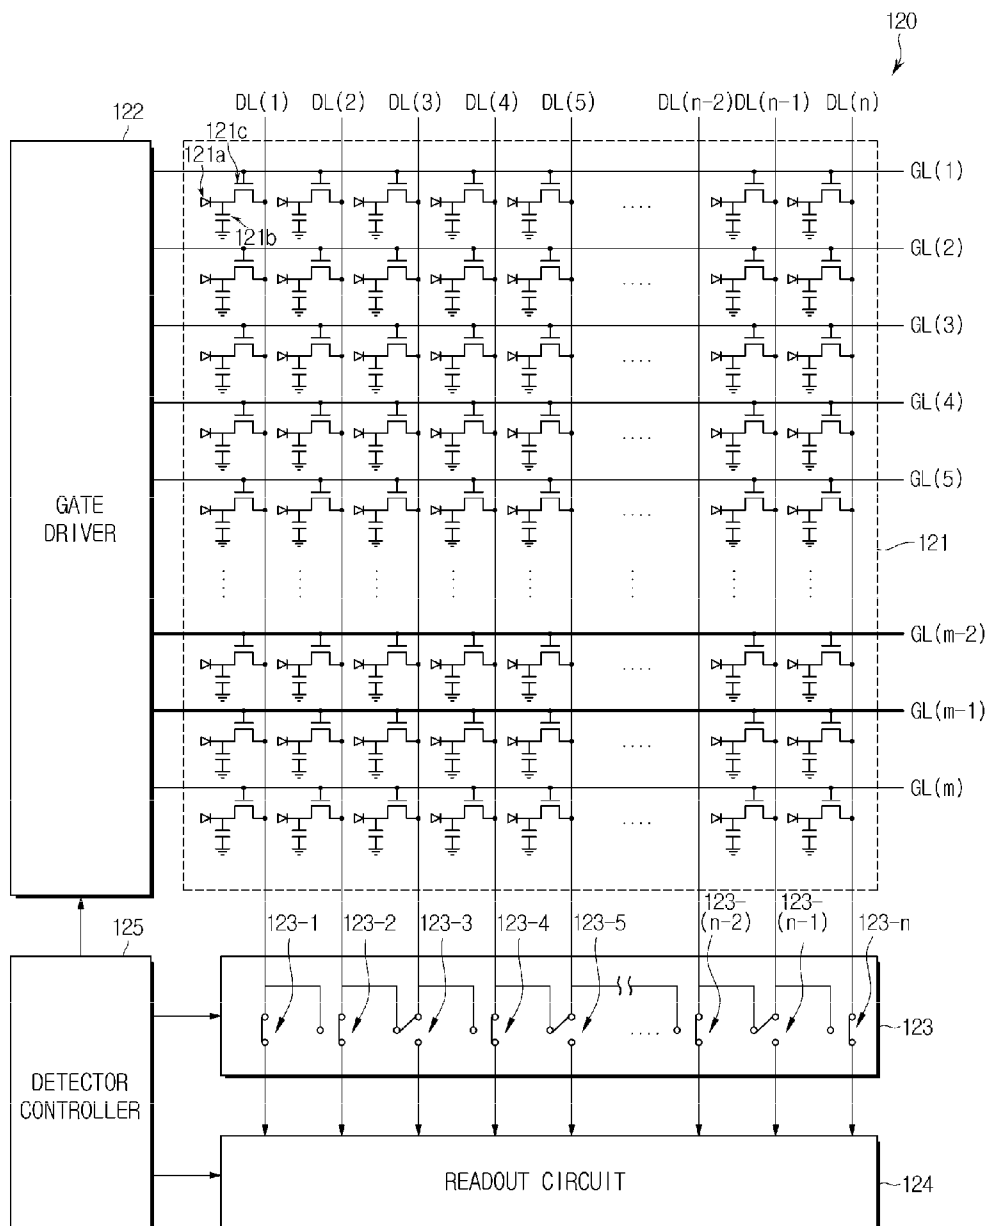 120
DL(1) DL(2) DL(3) DL(4) DL(5) DL(n-2) DL(n-1) DL(n)
122
121c
121a
121b
GL(1)
GL(2)
GL(3)
GL(4)
GL(5)
GATE
DRIVER
121
....
GL(m-2)
GL(m-1)
GL(m)
125
123-1 123-2 123-3 123-4 123-5 123-(n-2) 123-(n-1) 123-n
123
DETECTOR
CONTROLLER
READOUT CIRCUIT
124